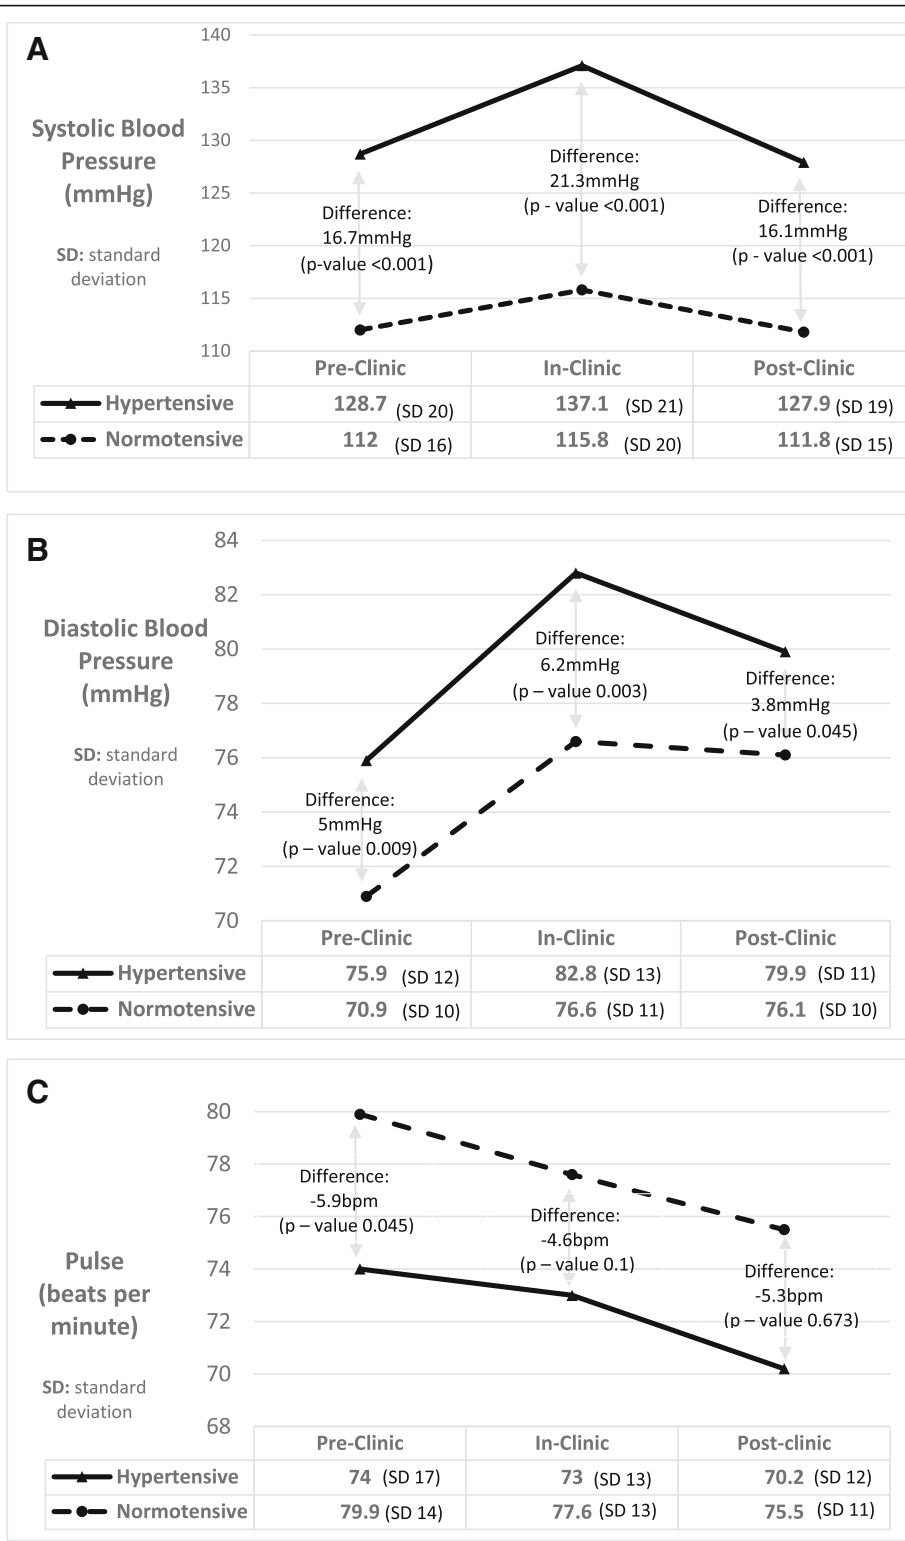 A
Systolic Blood
Pressure
(mmHg)
SD: standard
deviation
140
135
130
125
120
115
110
Difference:
16.7mmHg
(p-value <0.001)
Difference:
21.3mmHg
(p - value <0.001)
Difference:
16.1mmHg
(p - value <0.001)
Pre-Clinic In-Clinic Post-Clinic
Hypertensive 128.7 (SD 20) 137.1 (SD 21) 127.9 (SD 19)
Normotensive 112 (SD 16) 115.8 (SD 20) 111.8 (SD 15)
B
Diastolic Blood
Pressure
(mmHg)
SD: standard
deviation
84
82
80
78
76
74
72
70
Difference:
5mmHg
(p – value 0.009)
Difference:
6.2mmHg
(p – value 0.003)
Difference:
3.8mmHg
(p – value 0.045)
Pre-Clinic In-Clinic Post-Clinic
Hypertensive 75.9 (SD 12) 82.8 (SD 13) 79.9 (SD 11)
Normotensive 70.9 (SD 10) 76.6 (SD 11) 76.1 (SD 10)
C
Pulse
(beats per
minute)
SD: standard
deviation
80
78
76
74
72
70
68
Difference:
-5.9bpm
(p – value 0.045)
Difference:
-4.6bpm
(p – value 0.1)
Difference:
-5.3bpm
(p – value 0.673)
Pre-Clinic In-Clinic Post-clinic
Hypertensive 74 (SD 17) 73 (SD 13) 70.2 (SD 12)
Normotensive 79.9 (SD 14) 77.6 (SD 13) 75.5 (SD 11)